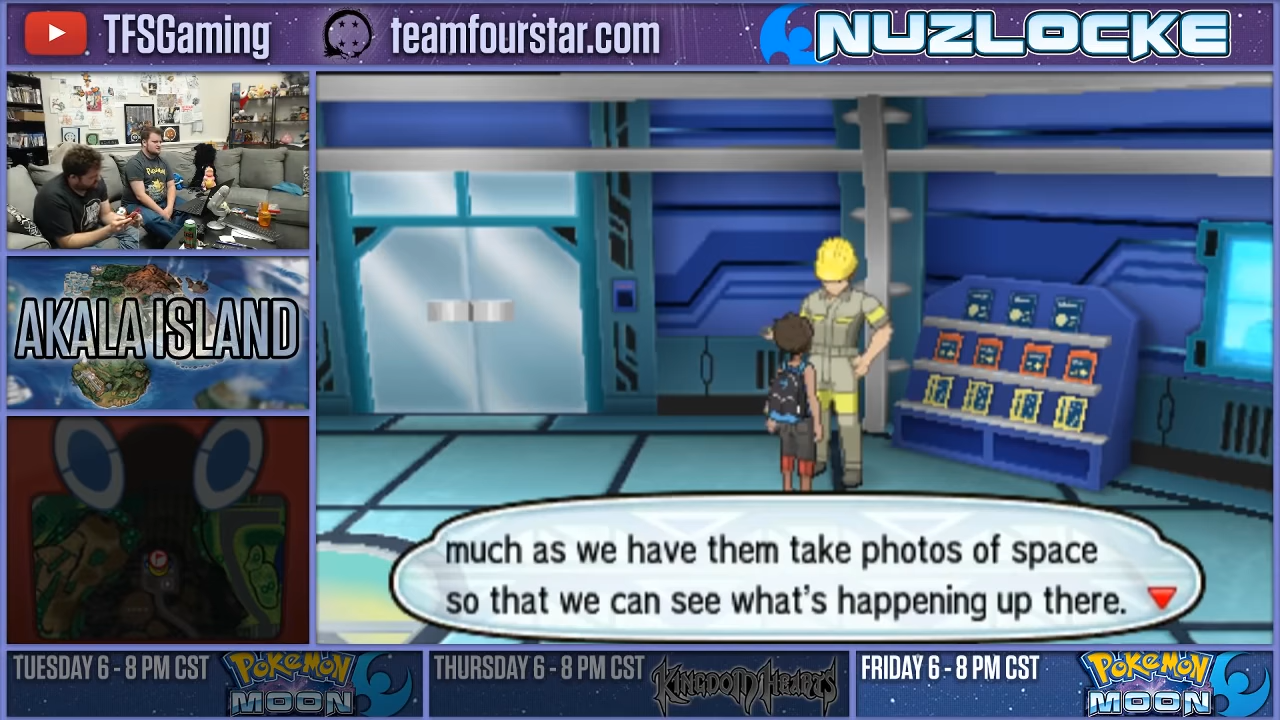 TFSGaming
teamfourstar.com
NUZLOCKE
AKALA ISLAND
much as we have them take photos of space
so that we can see what's happening up there.
TUESDAY 6 - 8 PM CST
POKéMON
MOON
THURSDAY 6 - 8 PM CST
KINGDOM HEARTS
FRIDAY 6 - 8 PM CST
POKéMON
MOON